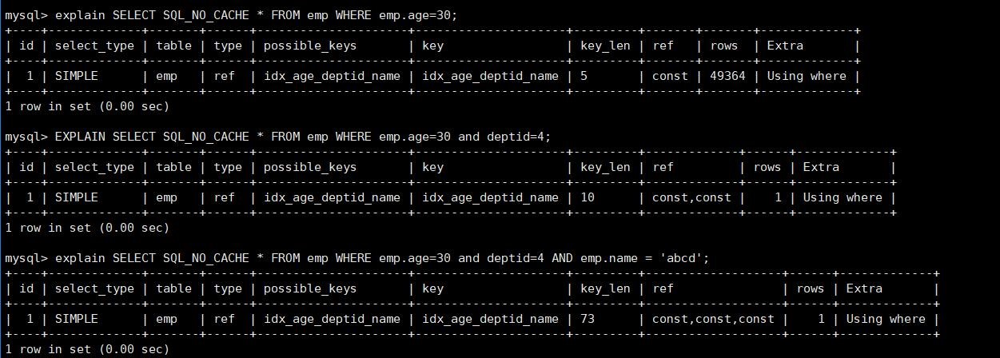 mysql> explain SELECT SQL_NO_CACHE * FROM emp WHERE emp.age=30;
+----+-------------+-------+------+---------------------+---------------------+---------+-------+-------+-------------+
| id | select_type | table | type | possible_keys       | key                 | key_len | ref   | rows  | Extra       |
+----+-------------+-------+------+---------------------+---------------------+---------+-------+-------+-------------+
|  1 | SIMPLE      | emp   | ref  | idx_age_deptid_name | idx_age_deptid_name | 5       | const | 49364 | Using where |
+----+-------------+-------+------+---------------------+---------------------+---------+-------+-------+-------------+
1 row in set (0.00 sec)

mysql> EXPLAIN SELECT SQL_NO_CACHE * FROM emp WHERE emp.age=30 and deptid=4;
+----+-------------+-------+------+---------------------+---------------------+---------+-------------+------+-------------+
| id | select_type | table | type | possible_keys       | key                 | key_len | ref         | rows | Extra       |
+----+-------------+-------+------+---------------------+---------------------+---------+-------------+------+-------------+
|  1 | SIMPLE      | emp   | ref  | idx_age_deptid_name | idx_age_deptid_name | 10      | const,const |    1 | Using where |
+----+-------------+-------+------+---------------------+---------------------+---------+-------------+------+-------------+
1 row in set (0.00 sec)

mysql> explain SELECT SQL_NO_CACHE * FROM emp WHERE emp.age=30 and deptid=4 AND emp.name = 'abcd';
+----+-------------+-------+------+---------------------+---------------------+---------+-------------------+------+-------------+
| id | select_type | table | type | possible_keys       | key                 | key_len | ref               | rows | Extra       |
+----+-------------+-------+------+---------------------+---------------------+---------+-------------------+------+-------------+
|  1 | SIMPLE      | emp   | ref  | idx_age_deptid_name | idx_age_deptid_name | 73      | const,const,const |    1 | Using where |
+----+-------------+-------+------+---------------------+---------------------+---------+-------------------+------+-------------+
1 row in set (0.00 sec)